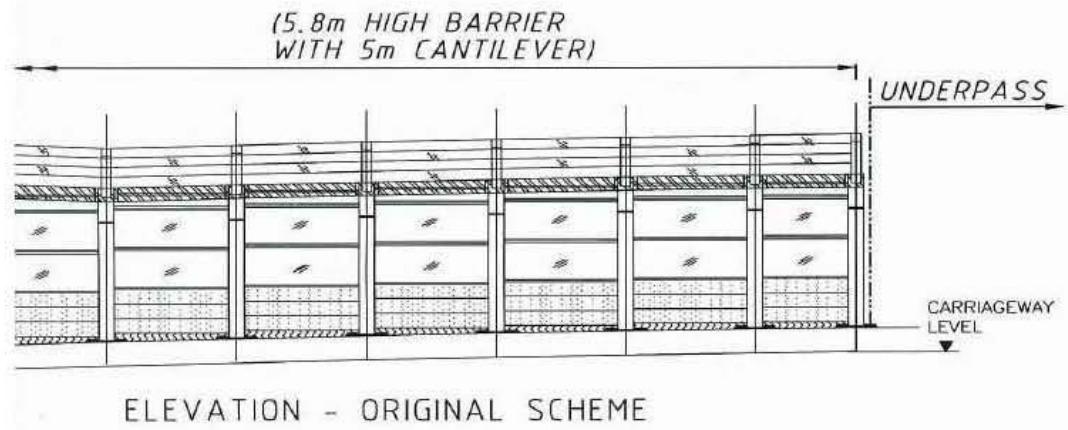 (5.8m HIGH BARRIER
WITH 5m CANTILEVER)
UNDERPASS
CARRIAGEWAY
LEVEL
ELEVATION - ORIGINAL SCHEME